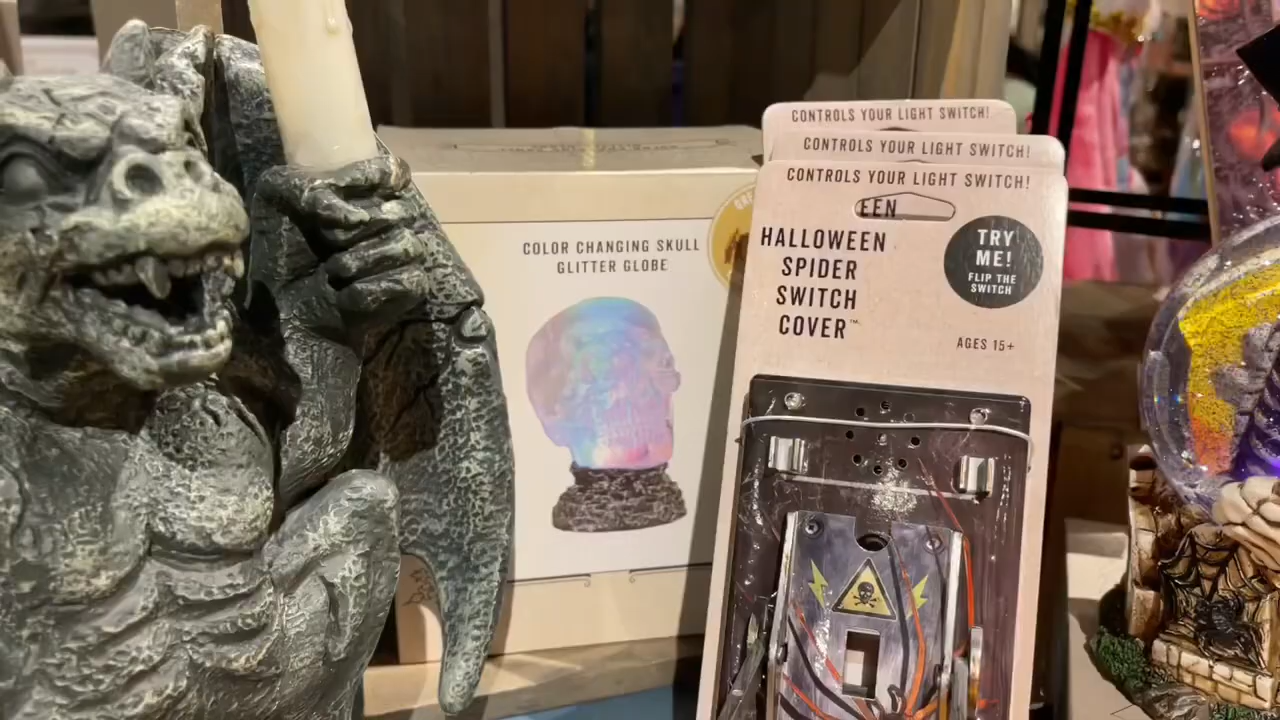 COLOR CHANGING SKULL
GLITTER GLOBE
CONTROLS YOUR LIGHT SWITCH!
CONTROLS YOUR LIGHT SWITCH!
CONTROLS YOUR LIGHT SWITCH!
EEN
HALLOWEEN
SPIDER
SWITCH
COVER™
TRY
ME!
FLIP THE
SWITCH
AGES 15+